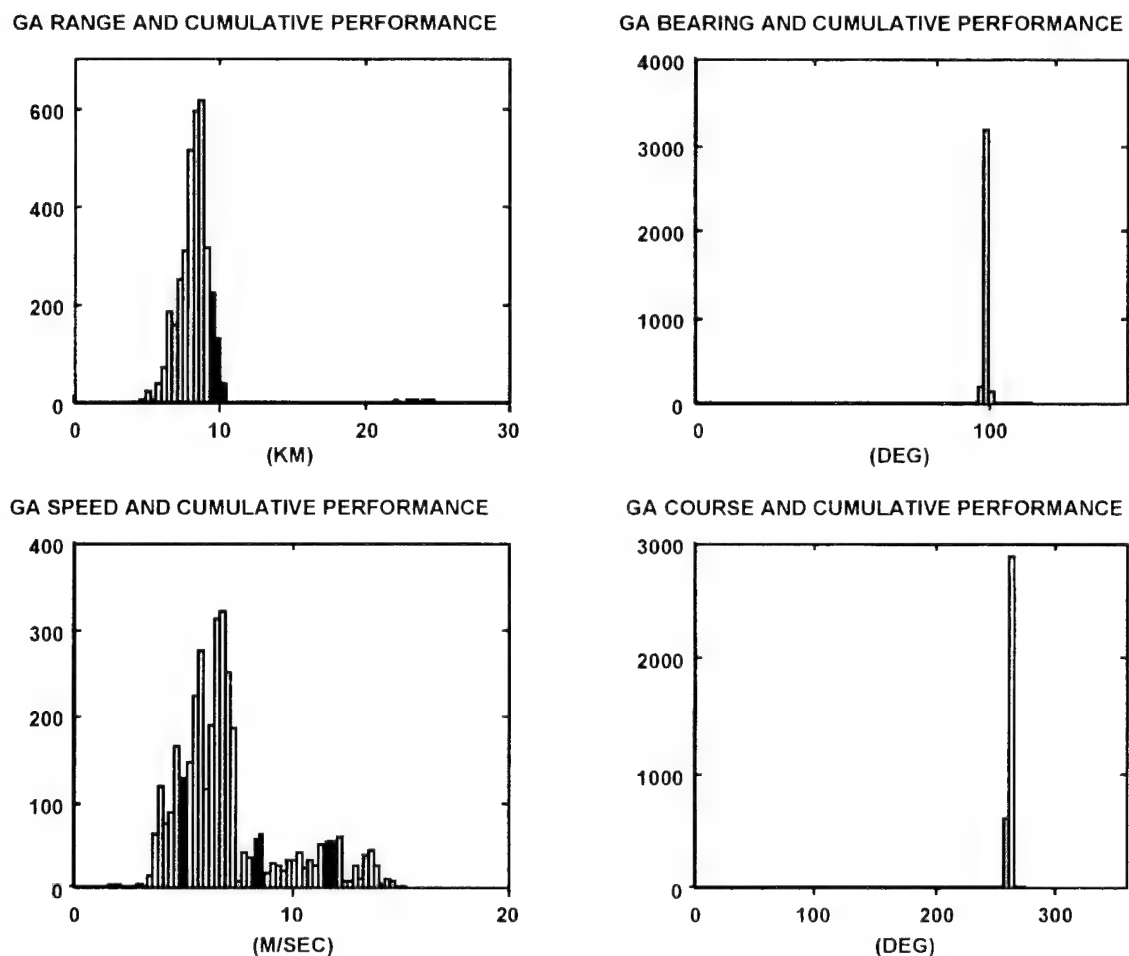 GA RANGE AND CUMULATIVE PERFORMANCE
600
400
200
0
0 10 20 30
(KM)
GA BEARING AND CUMULATIVE PERFORMANCE
4000
3000
2000
1000
0
0 100
(DEG)
GA SPEED AND CUMULATIVE PERFORMANCE
400
300
200
100
0
0 10 20
(M/SEC)
GA COURSE AND CUMULATIVE PERFORMANCE
3000
2000
1000
0
0 100 200 300
(DEG)